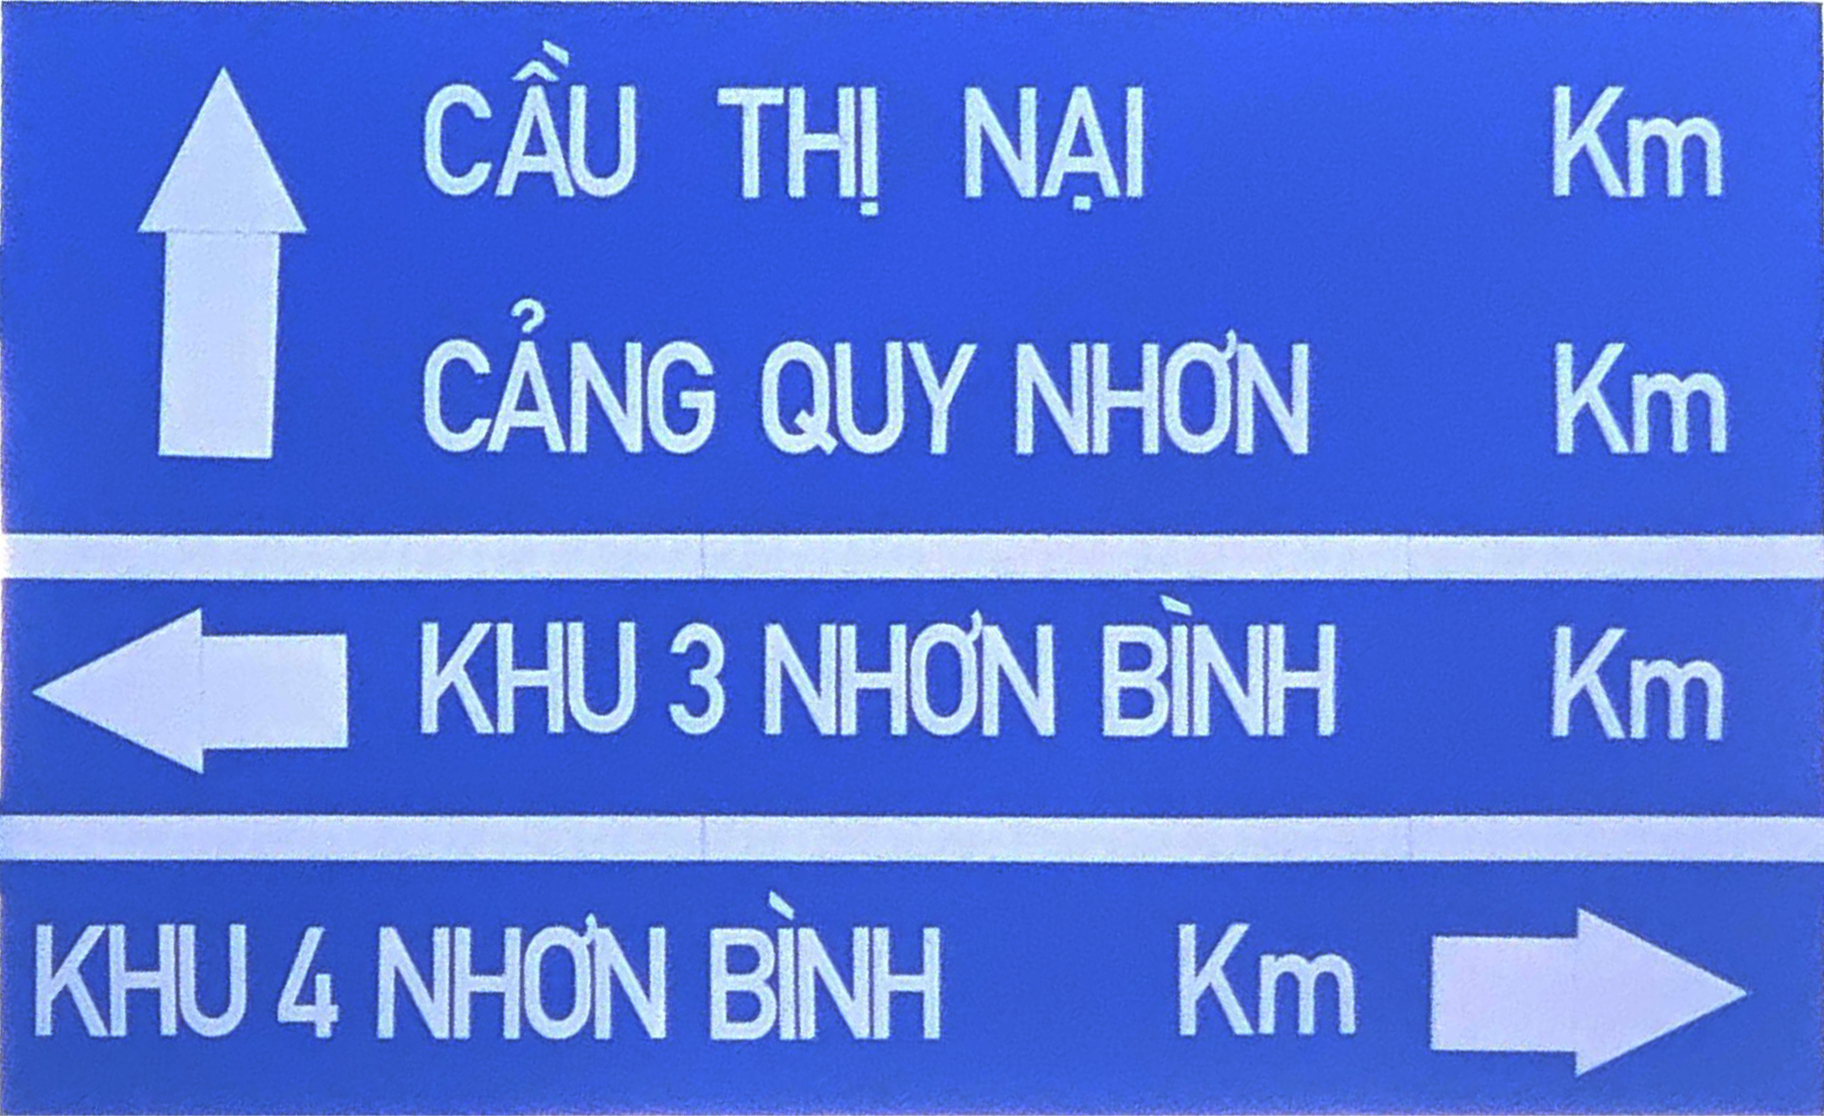 CẦU THỊ NẠI Km
CẢNG QUY NHƠN Km
KHU 3 NHƠN BÌNH Km
KHU 4 NHƠN BÌNH Km